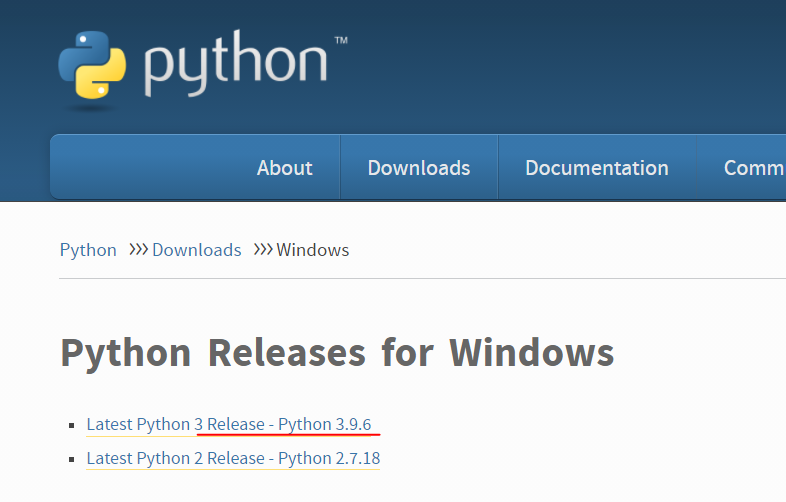 python™
About Downloads Documentation Comm
Python >>> Downloads >>> Windows
Python Releases for Windows
Latest Python 3 Release - Python 3.9.6
Latest Python 2 Release - Python 2.7.18